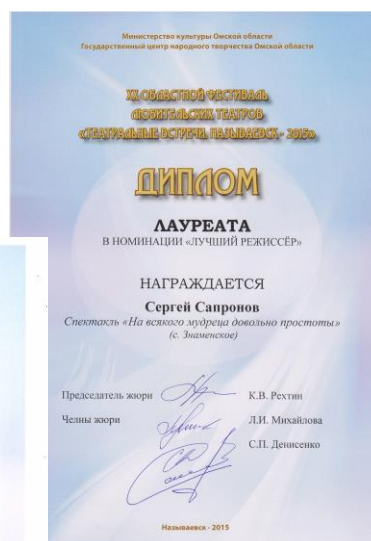 Министерство культуры Омской области
Государственный центр народного творчества Омской области
XX ОБЛАСТНОЙ ФЕСТИВАЛЬ
ЛЮБИТЕЛЬСКИХ ТЕАТРОВ
«ТЕАТРАЛЬНЫЕ ВСТРЕЧИ. НАЗЫВАЕВСК - 2015»
ДИПЛОМ
ЛАУРЕАТА
В НОМИНАЦИИ «ЛУЧШИЙ РЕЖИССЁР»
НАГРАЖДАЕТСЯ
Сергей Сапронов
Спектакль «На всякого мудреца довольно простоты»
(с. Знаменское)
Председатель жюри К.В. Рехтин
Челны жюри Л.И. Михайлова
С.П. Денисенко
Называевск - 2015